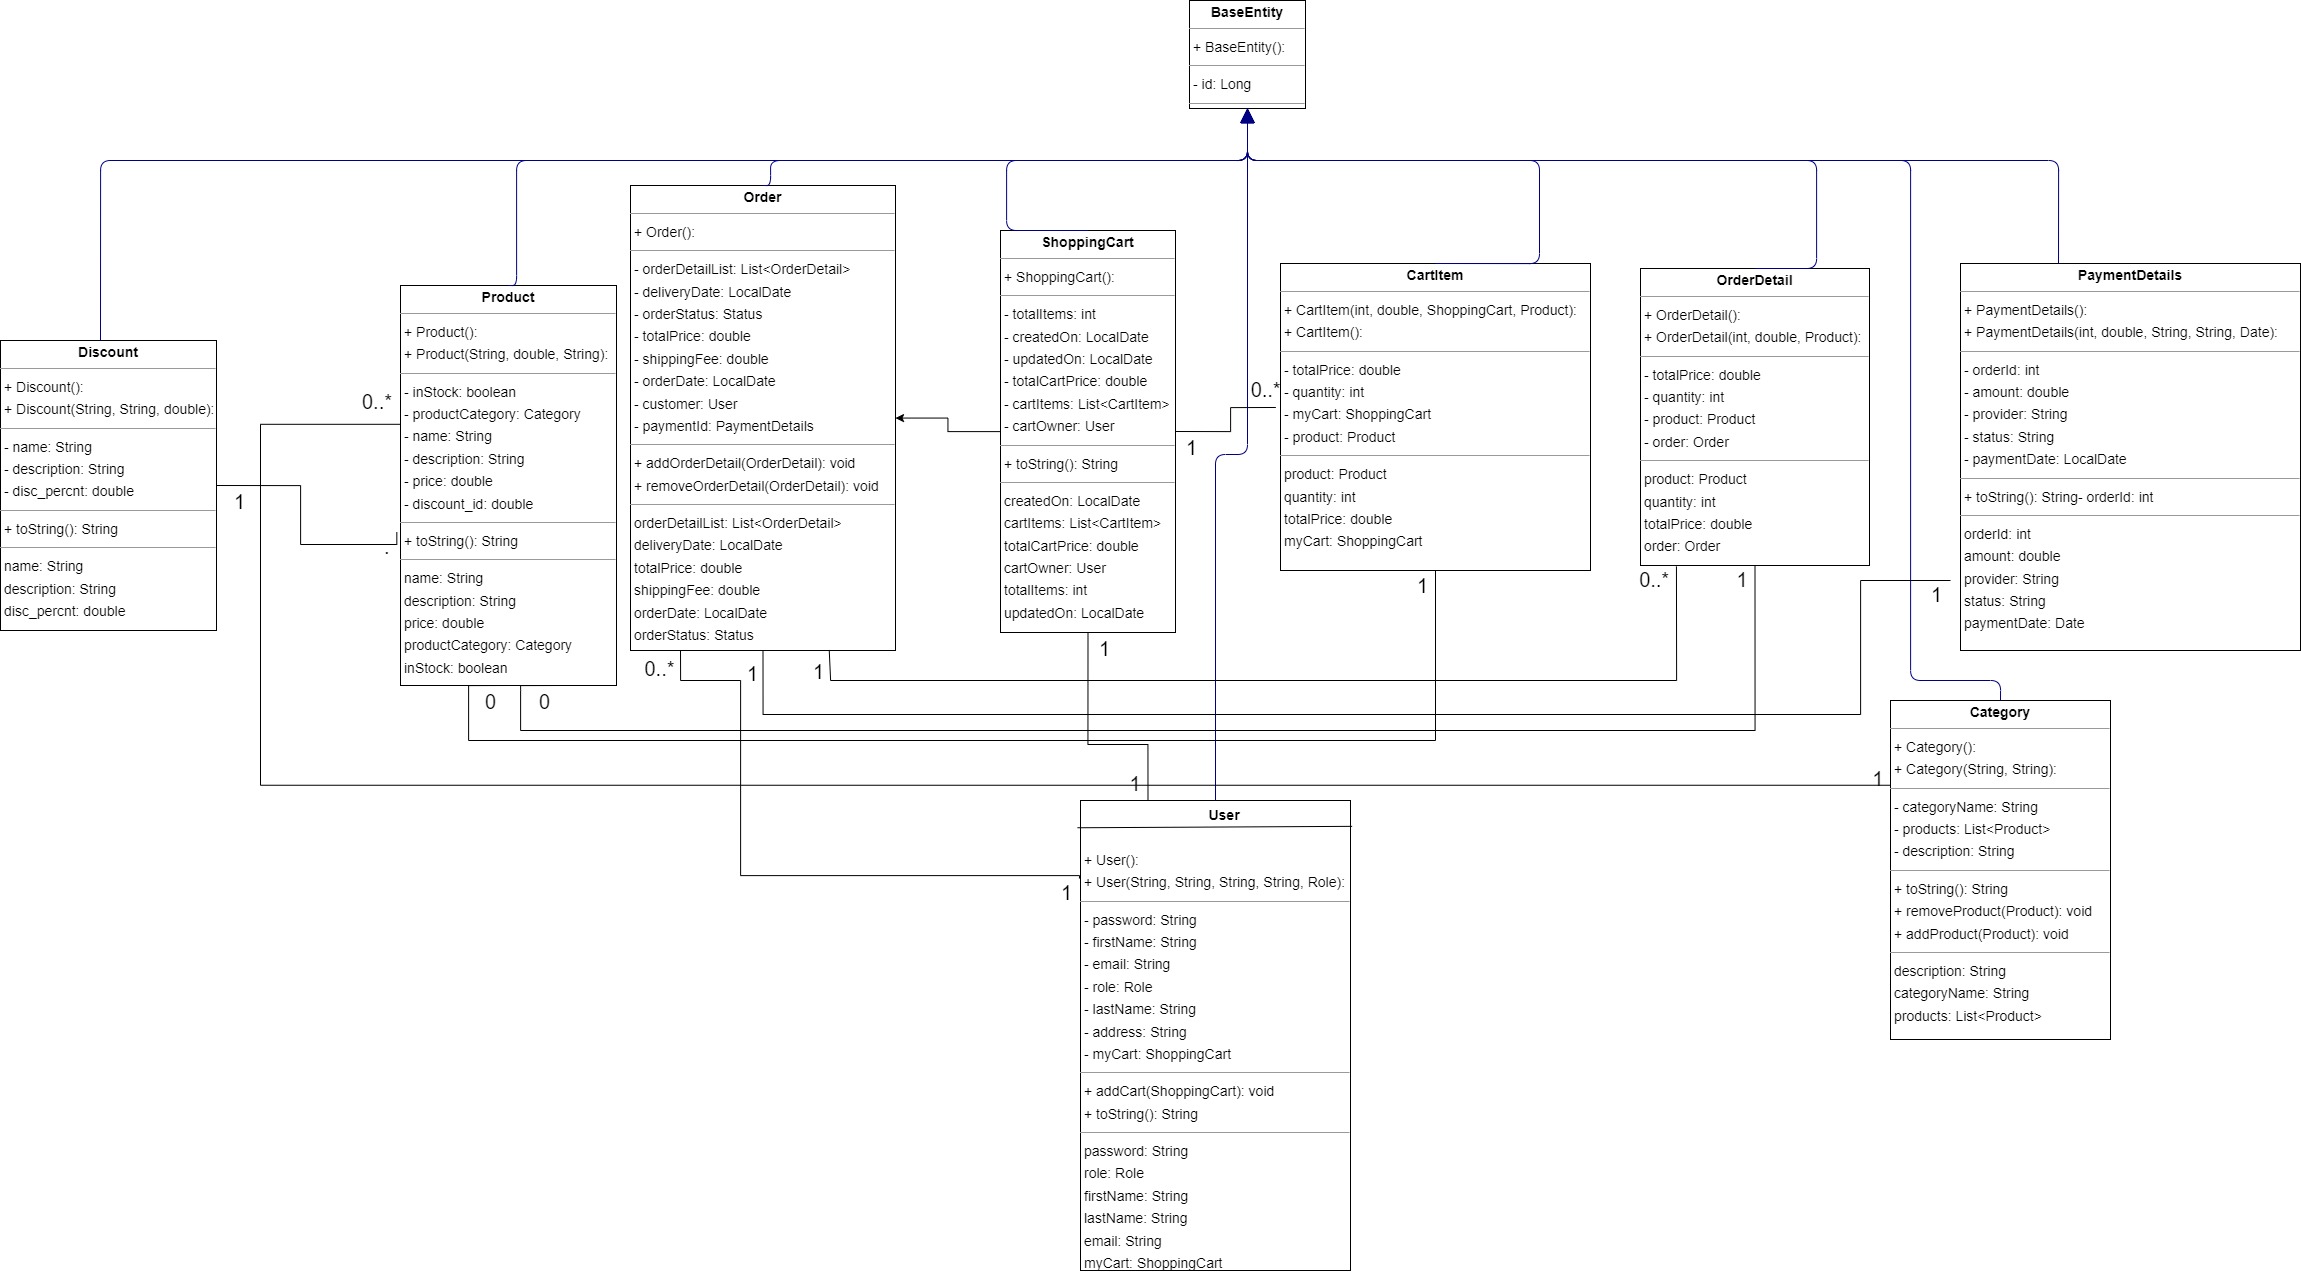 BaseEntity
+ BaseEntity():
- id: Long
Discount
+ Discount():
+ Discount(String, String, double):
- name: String
- description: String
- disc_percnt: double
+ toString(): String
name: String
description: String
disc_percnt: double
1
.
0..*
Product
+ Product():
+ Product(String, double, String):
- inStock: boolean
- productCategory: Category
- name: String
- description: String
- price: double
- discount_id: double
+ toString(): String
name: String
description: String
price: double
productCategory: Category
inStock: boolean
0
0
Order
+ Order():
- orderDetailList: List<OrderDetail>
- deliveryDate: LocalDate
- orderStatus: Status
- totalPrice: double
- shippingFee: double
- orderDate: LocalDate
- customer: User
- paymentId: PaymentDetails
+ addOrderDetail(OrderDetail): void
+ removeOrderDetail(OrderDetail): void
orderDetailList: List<OrderDetail>
deliveryDate: LocalDate
totalPrice: double
shippingFee: double
orderDate: LocalDate
orderStatus: Status
0..*
1
1
ShoppingCart
+ ShoppingCart():
- totalItems: int
- createdOn: LocalDate
- updatedOn: LocalDate
- totalCartPrice: double
- cartItems: List<CartItem>
- cartOwner: User
+ toString(): String
createdOn: LocalDate
cartItems: List<CartItem>
totalCartPrice: double
cartOwner: User
totalItems: int
updatedOn: LocalDate
1
1
0..*
CartItem
+ CartItem(int, double, ShoppingCart, Product):
+ CartItem():
- totalPrice: double
- quantity: int
- myCart: ShoppingCart
- product: Product
product: Product
quantity: int
totalPrice: double
myCart: ShoppingCart
1
OrderDetail
+ OrderDetail():
+ OrderDetail(int, double, Product):
- totalPrice: double
- quantity: int
- product: Product
- order: Order
product: Product
quantity: int
totalPrice: double
order: Order
0..*
1
PaymentDetails
+ PaymentDetails():
+ PaymentDetails(int, double, String, String, Date):
- orderId: int
- amount: double
- provider: String
- status: String
- paymentDate: LocalDate
+ toString(): String- orderId: int
orderId: int
amount: double
provider: String
status: String
paymentDate: Date
1
Category
+ Category():
+ Category(String, String):
- categoryName: String
- products: List<Product>
- description: String
+ toString(): String
+ removeProduct(Product): void
+ addProduct(Product): void
description: String
categoryName: String
products: List<Product>
1
1
1
User
+ User():
+ User(String, String, String, String, Role):
- password: String
- firstName: String
- email: String
- role: Role
- lastName: String
- address: String
- myCart: ShoppingCart
+ addCart(ShoppingCart): void
+ toString(): String
password: String
role: Role
firstName: String
lastName: String
email: String
myCart: ShoppingCart